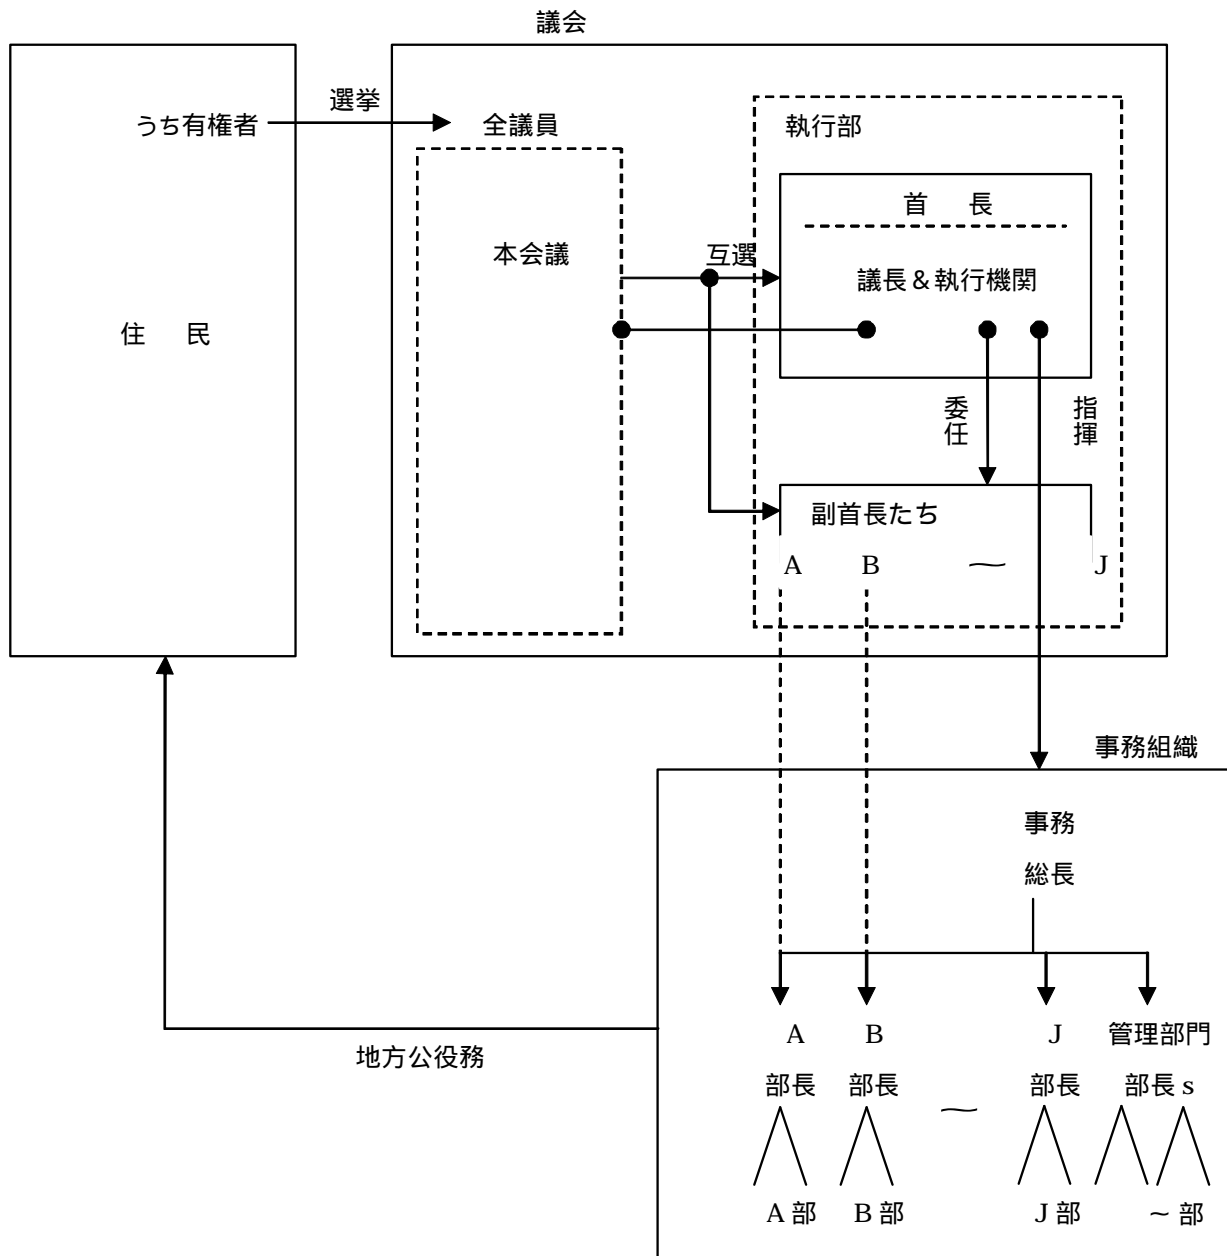 議会
選挙
うち有権者
全議員
執行部
首 長
本会議
互選
議長&執行機関
住 民
委任
指揮
副首長たち
A B ~ J
事務組織
事務
総長
地方公役務
A B J 管理部門
部長 部長 ~ 部長 部長 s
A 部 B 部 J 部 ~ 部